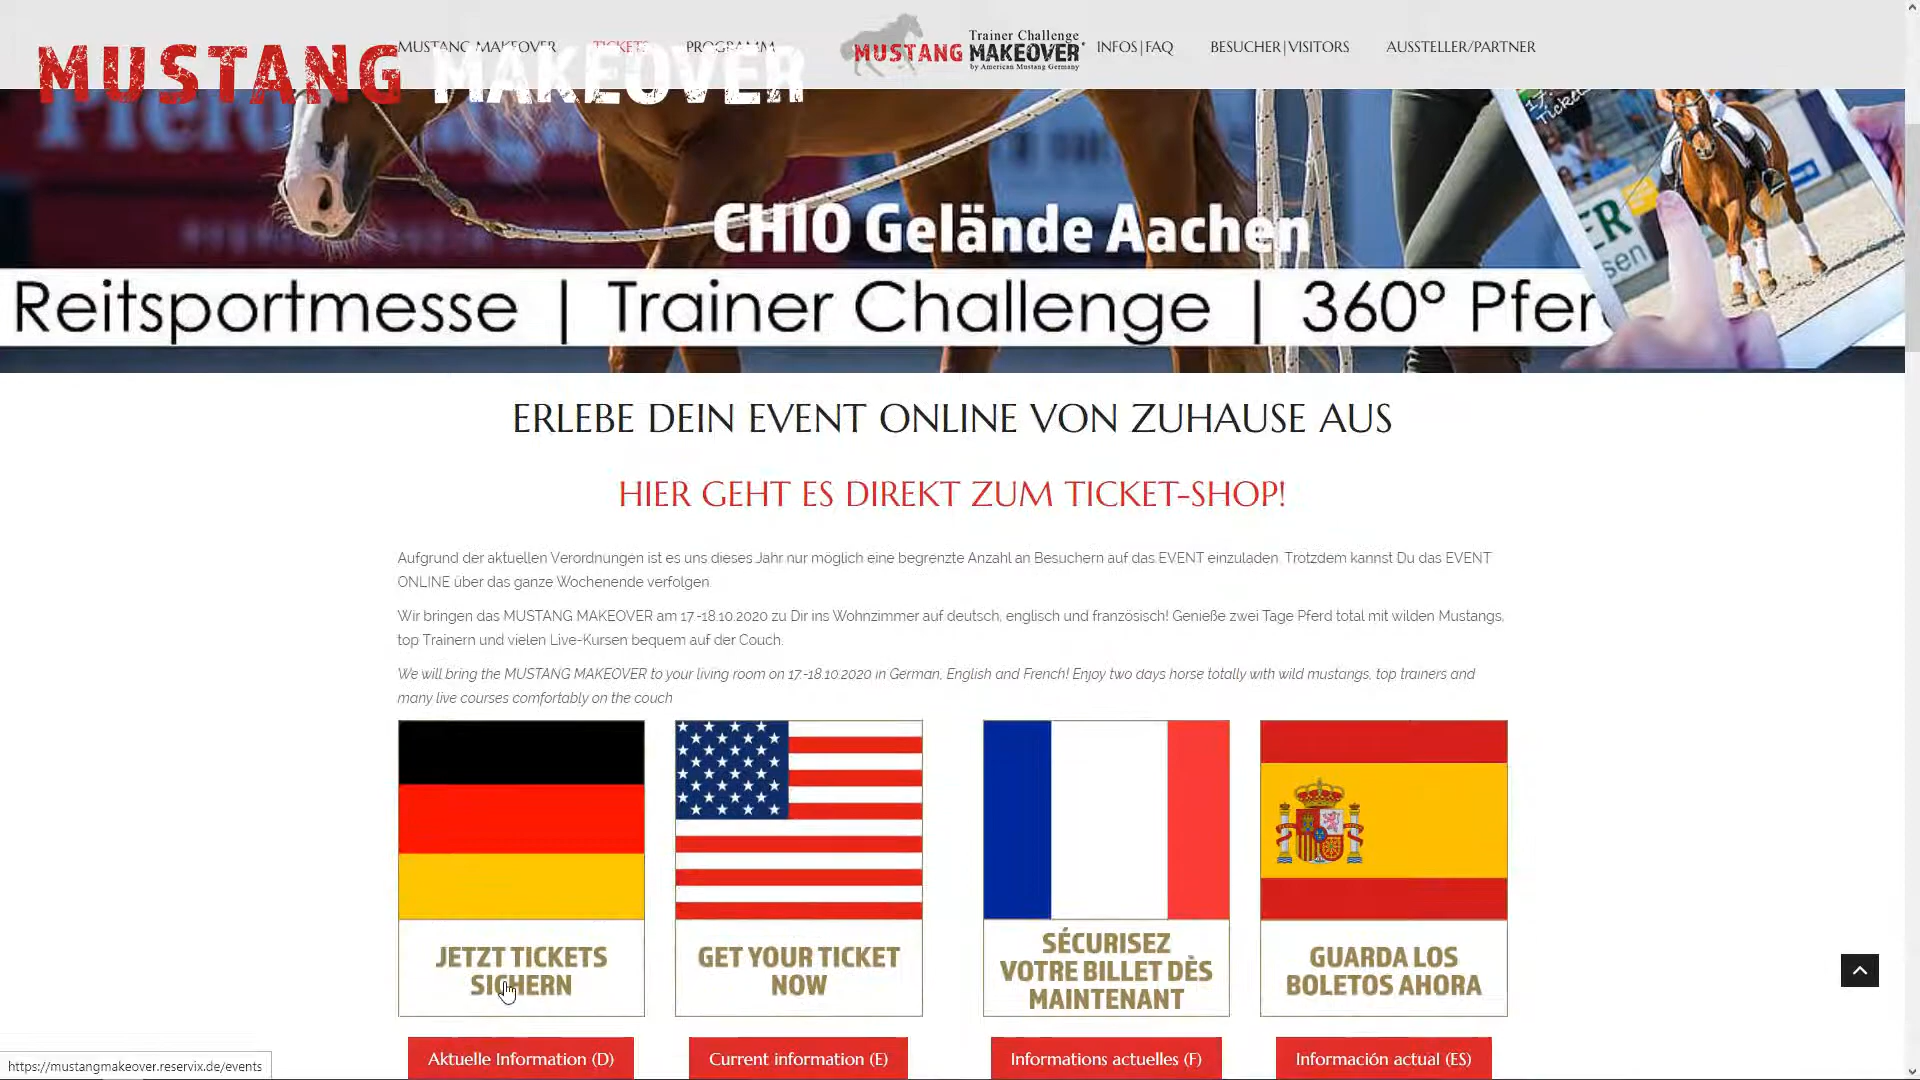 MUSTANG MAKEOVER
TICKETS
PROGRAMM
Trainer Challenge
MUSTANG MAKEOVER
by American Mustang Germany
INFOS|FAQ
BESUCHER|VISITORS
AUSSTELLER/PARTNER
MUSTANG MAKEOVER
17.
Tickets
CHIO Gelände Aachen
Reitsportmesse | Trainer Challenge | 360° Pfer
ERLEBE DEIN EVENT ONLINE VON ZUHAUSE AUS
HIER GEHT ES DIREKT ZUM TICKET-SHOP!
Aufgrund der aktuellen Verordnungen ist es uns dieses Jahr nur möglich eine begrenzte Anzahl an Besuchern auf das EVENT einzuladen. Trotzdem kannst Du das EVENT
ONLINE über das ganze Wochenende verfolgen.
Wir bringen das MUSTANG MAKEOVER am 17.-18.10.2020 zu Dir ins Wohnzimmer auf deutsch, englisch und französisch! Genieße zwei Tage Pferd total mit wilden Mustangs,
top Trainern und vielen Live-Kursen bequem auf der Couch.
We will bring the MUSTANG MAKEOVER to your living room on 17.-18.10.2020 in German, English and French! Enjoy two days horse totally with wild mustangs, top trainers and
many live courses comfortably on the couch
JETZT TICKETS
SICHERN
GET YOUR TICKET
NOW
SÉCURISEZ
VOTRE BILLET DÈS
MAINTENANT
GUARDA LOS
BOLETOS AHORA
Aktuelle Information (D)
Current information (E)
Informations actuelles (F)
Información actual (ES)
https://mustangmakeover.reservix.de/events